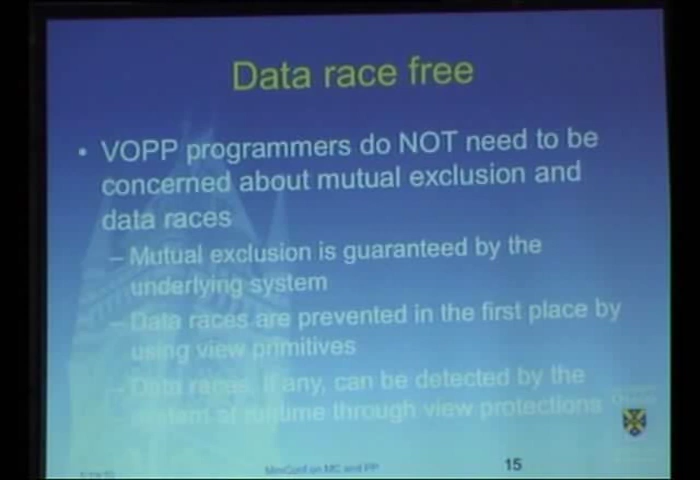 Data race free
• VOPP programmers do NOT need to be
concerned about mutual exclusion and
data races
– Mutual exclusion is guaranteed by the
underlying system
– Data races are prevented in the first place by
using view primitives
– Data races, if any, can be detected by the
system at runtime through view protections
MiniConf on MC and PP
15